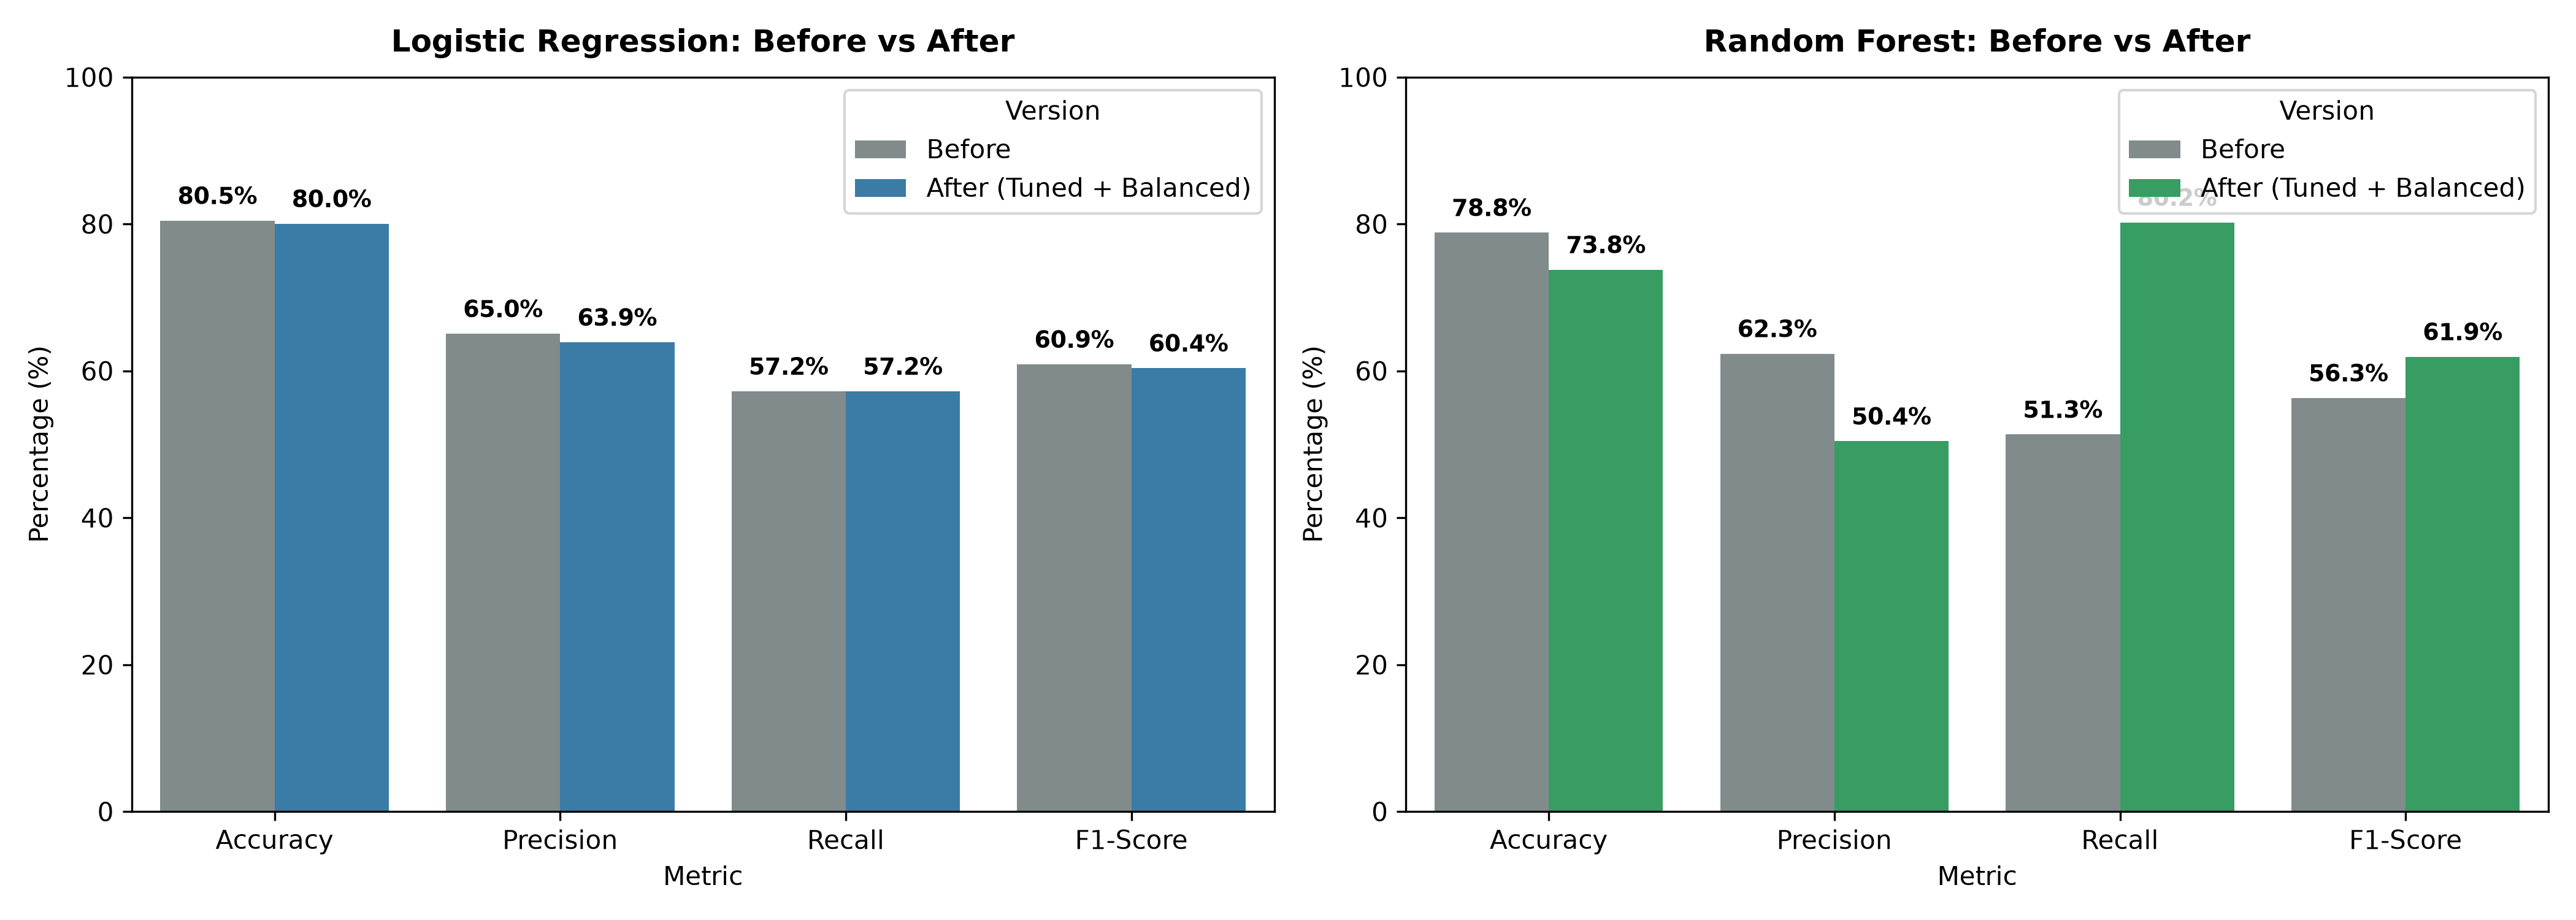 Logistic Regression: Before vs After
100
80
60
40
20
0
Percentage (%)
Version
Before
After (Tuned + Balanced)
80.5%
80.0%
65.0%
63.9%
57.2%
57.2%
60.9%
60.4%
Accuracy
Precision
Recall
F1-Score
Metric
Random Forest: Before vs After
100
80
60
40
20
0
Percentage (%)
Version
Before
After (Tuned + Balanced)
78.8%
73.8%
62.3%
50.4%
51.3%
80.2%
56.3%
61.9%
Accuracy
Precision
Recall
F1-Score
Metric